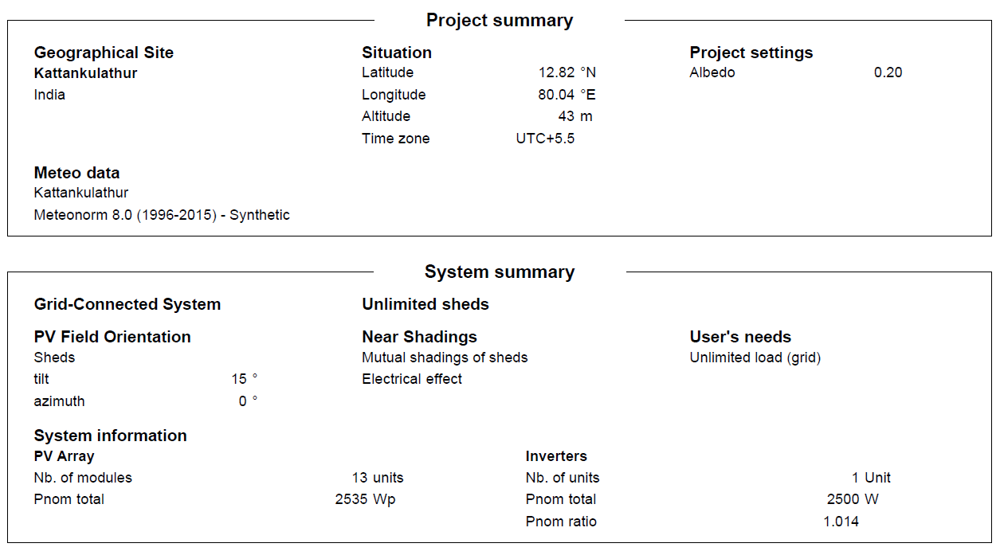 Project summary
Geographical Site
Kattankulathur
India
Situation
Latitude 12.82 °N
Longitude 80.04 °E
Altitude 43 m
Time zone UTC+5.5
Project settings
Albedo 0.20
Meteo data
Kattankulathur
Meteonorm 8.0 (1996-2015) - Synthetic
System summary
Grid-Connected System
Unlimited sheds
PV Field Orientation
Sheds
tilt 15 °
azimuth 0 °
Near Shadings
Mutual shadings of sheds
Electrical effect
User's needs
Unlimited load (grid)
System information
PV Array
Nb. of modules 13 units
Pnom total 2535 Wp
Inverters
Nb. of units 1 Unit
Pnom total 2500 W
Pnom ratio 1.014